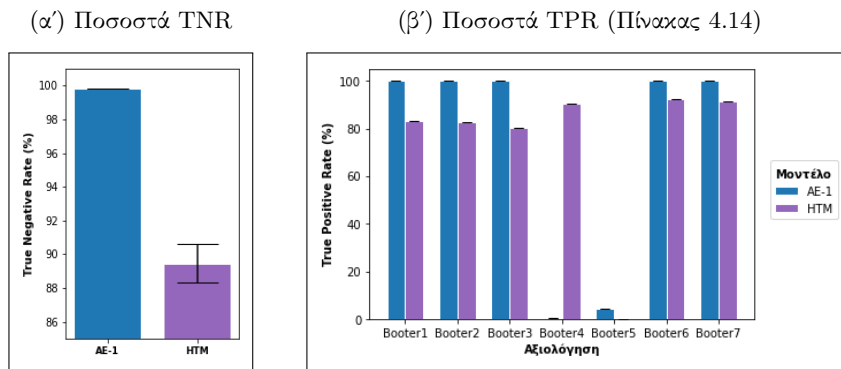 (α΄) Ποσοστά TNR
(β΄) Ποσοστά TPR (Πίνακας 4.14)
True Negative Rate (%)
100
98
96
94
92
90
88
86
AE-1 HTM
True Positive Rate (%)
100
80
60
40
20
0
Booter1 Booter2 Booter3 Booter4 Booter5 Booter6 Booter7
Αξιολόγηση
Μοντέλο
AE-1
HTM